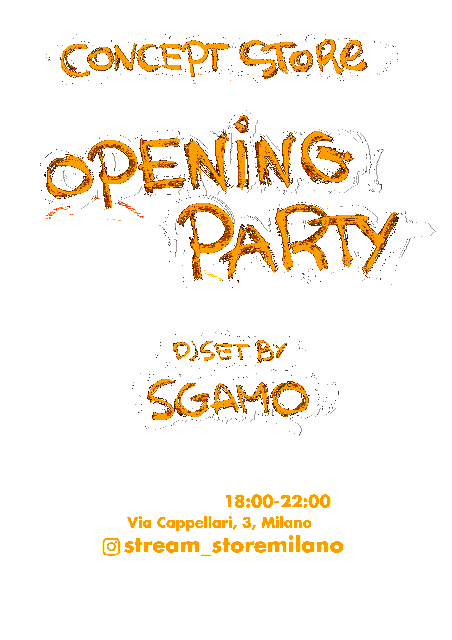 CONCEPT STORE
OPENING
PARTY
DJSET BY
SGAMO
18:00-22:00
Via Cappellari, 3, Milano
stream_storemilano